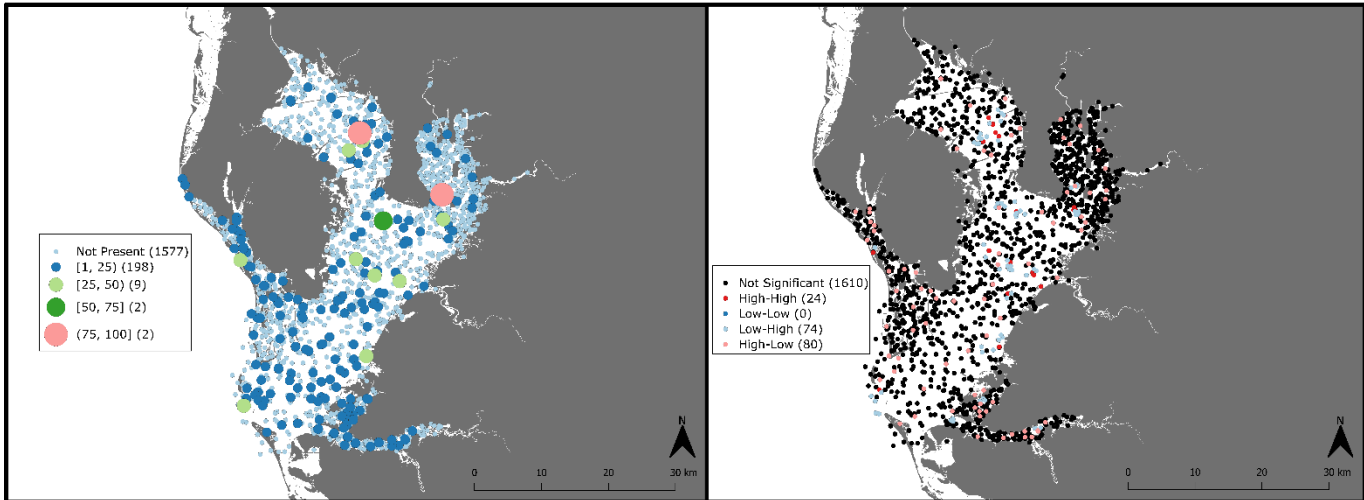 Not Present (1577)
[1, 25) (198)
[25, 50) (9)
[50, 75] (2)
(75, 100] (2)
N
0 10 20 30 km
Not Significant (1610)
High-High (24)
Low-Low (0)
Low-High (74)
High-Low (80)
N
0 10 20 30 km